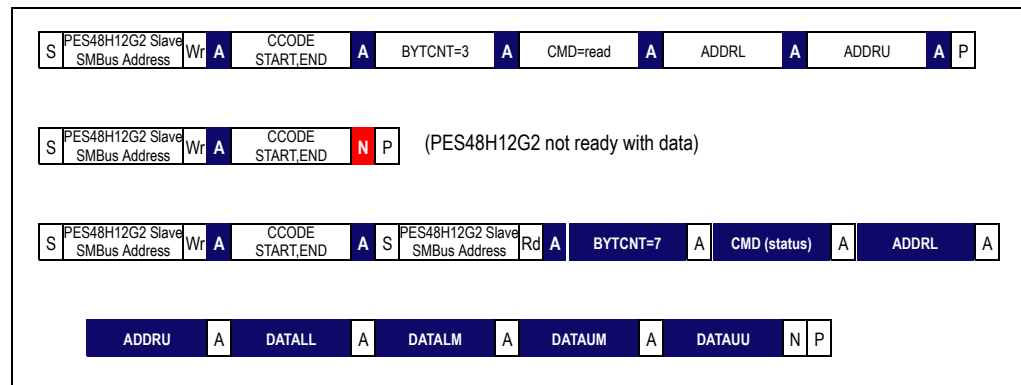 S PES48H12G2 Slave SMBus Address Wr A CCODE START,END A BYTCNT=3 A CMD=read A ADDRL A ADDRU A P
S PES48H12G2 Slave SMBus Address Wr A CCODE START,END N P (PES48H12G2 not ready with data)
S PES48H12G2 Slave SMBus Address Wr A CCODE START,END A S PES48H12G2 Slave SMBus Address Rd A BYTCNT=7 A CMD (status) A ADDRL A
ADDRU A DATALL A DATALM A DATAUM A DATAUU N P